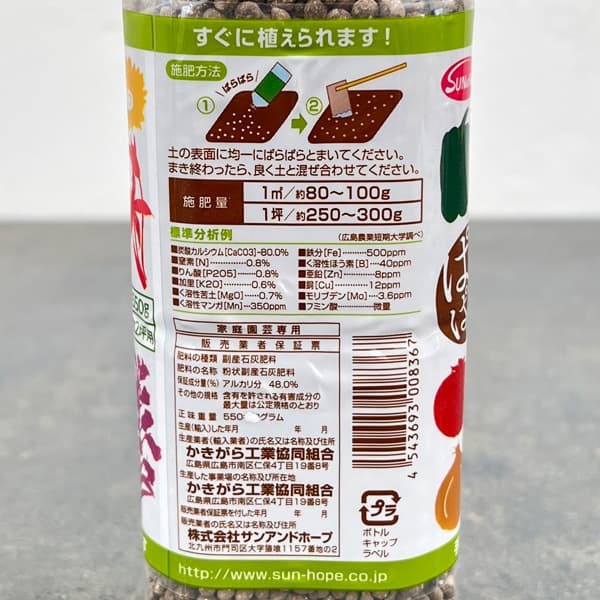 すぐに植えられます!
施肥方法
ぱらぱら
① ②
土の表面に均一にぱらぱらとまいてください。
まき終わったら、良く土と混ぜ合わせてください。
施肥量 1㎡/約80〜100g
1坪/約250〜300g
標準分析例 (広島農業短期大学調べ)
■炭酸カルシウム[CaCO3]-80.0% ■鉄分[Fe]………500ppm
■窒素[N]………0.8% ■く溶性ほう素[B]…40ppm
■りん酸[P2O5]………0.8% ■亜鉛[Zn]………8ppm
■加里[K2O]………0.6% ■銅[Cu]………12ppm
■く溶性苦土[MgO]……0.7% ■モリブデン[Mo]…3.6ppm
■く溶性マンガン[Mn]…350ppm ■フミン酸………微量
家庭園芸専用
販売業者保証票
肥料の種類 副産石灰肥料
肥料の名称 粉状副産石灰肥料
保証成分量(%) アルカリ分 48.0%
その他の規格 含有を許される有害成分の
最大量は公定規格のとおり
正味重量 550グラム
生産(輸入)した年月 年 月
生産業者(輸入業者)の氏名又は名称及び住所
かきがら工業協同組合
広島県広島市南区仁保4丁目19番8号
生産した事業場の名称及び所在地
かきがら工業協同組合
広島県広島市南区仁保4丁目19番8号
販売業者保証票を付した年月 年 月
販売業者の氏名又は名称及び住所
株式会社サンアンドホープ
北九州市門司区大字猿喰1157番地の2
http://www.sun-hope.co.jp
4 543693 008367
プラ
ボトル
キャップ
ラベル
SUN
50g
2坪用